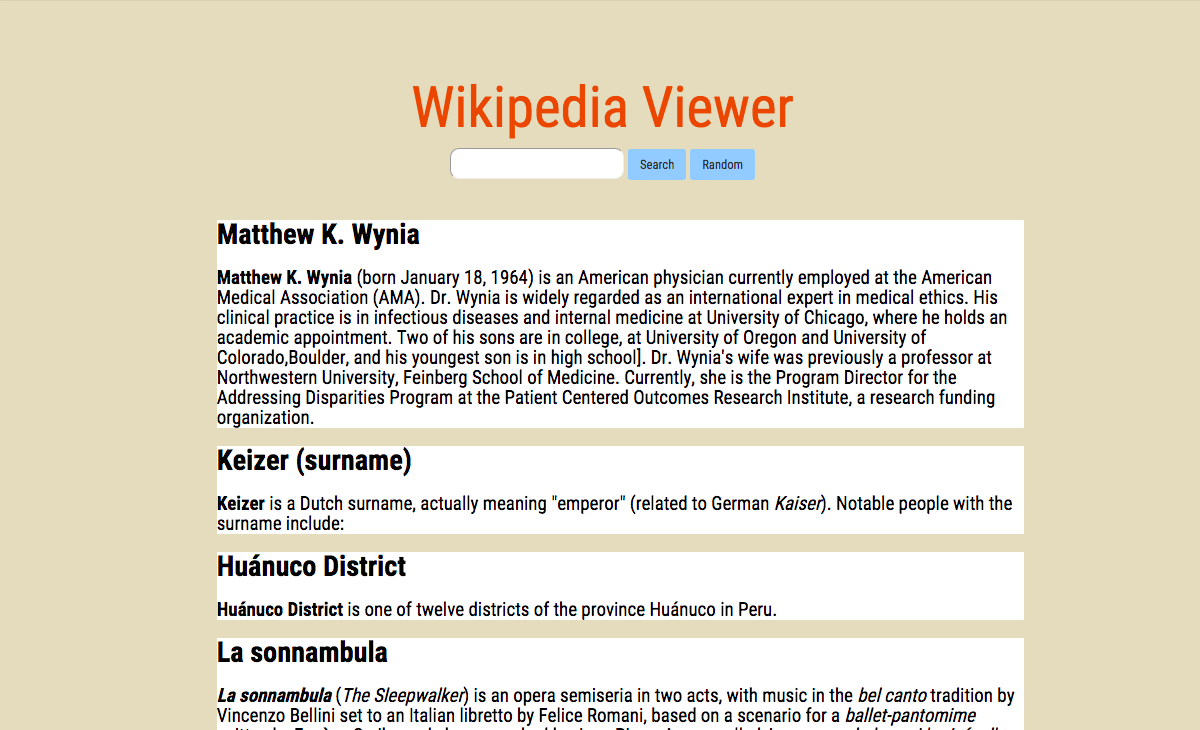 Wikipedia Viewer
Search Random
Matthew K. Wynia
Matthew K. Wynia (born January 18, 1964) is an American physician currently employed at the American
Medical Association (AMA). Dr. Wynia is widely regarded as an international expert in medical ethics. His
clinical practice is in infectious diseases and internal medicine at University of Chicago, where he holds an
academic appointment. Two of his sons are in college, at University of Oregon and University of
Colorado,Boulder, and his youngest son is in high school]. Dr. Wynia's wife was previously a professor at
Northwestern University, Feinberg School of Medicine. Currently, she is the Program Director for the
Addressing Disparities Program at the Patient Centered Outcomes Research Institute, a research funding
organization.
Keizer (surname)
Keizer is a Dutch surname, actually meaning "emperor" (related to German Kaiser). Notable people with the
surname include:
Huánuco District
Huánuco District is one of twelve districts of the province Huánuco in Peru.
La sonnambula
La sonnambula (The Sleepwalker) is an opera semiseria in two acts, with music in the bel canto tradition by
Vincenzo Bellini set to an Italian libretto by Felice Romani, based on a scenario for a ballet-pantomime